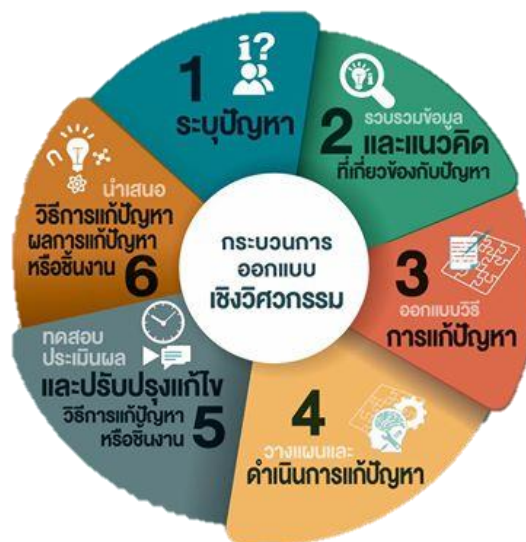 กระบวนการ
ออกแบบ
เชิงวิศวกรรม
i?
1
ระบุปัญหา
i
2
รวบรวมข้อมูล
และแนวคิด
ที่เกี่ยวข้องกับปัญหา
3
ออกแบบวิธี
การแก้ปัญหา
4
วางแผนและ
ดำเนินการแก้ปัญหา
ทดสอบ
ประเมินผล
และปรับปรุงแก้ไข
วิธีการแก้ปัญหา
หรือชิ้นงาน 5
นำเสนอ
วิธีการแก้ปัญหา
ผลการแก้ปัญหา
หรือชิ้นงาน 6